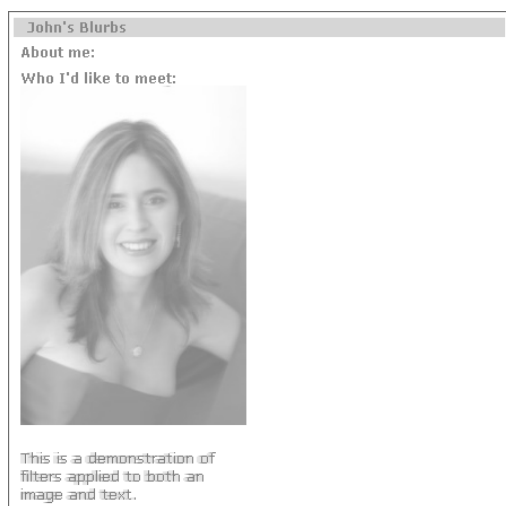 John's Blurbs
About me:
Who I'd like to meet:
This is a demonstration of
filters applied to both an
image and text.